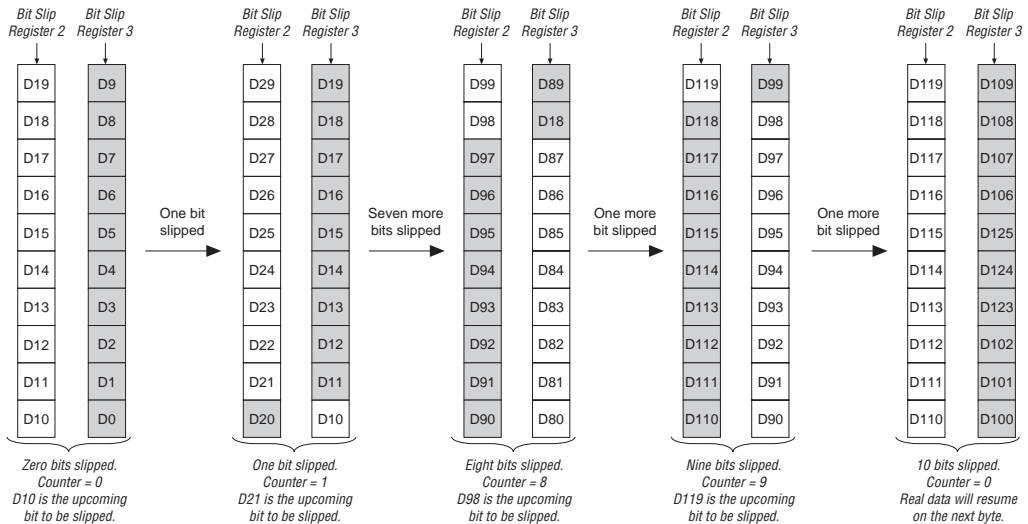 Bit Slip Register 2
Bit Slip Register 3
D19 D9
D18 D8
D17 D7
D16 D6
D15 D5
D14 D4
D13 D3
D12 D2
D11 D1
D10 D0
Zero bits slipped.
Counter = 0
D10 is the upcoming
bit to be slipped.
One bit
slipped
Bit Slip Register 2
Bit Slip Register 3
D29 D19
D28 D18
D27 D17
D26 D16
D25 D15
D24 D14
D23 D13
D22 D12
D21 D11
D20 D10
One bit slipped.
Counter = 1
D21 is the upcoming
bit to be slipped.
Seven more
bits slipped
Bit Slip Register 2
Bit Slip Register 3
D99 D89
D98 D18
D97 D87
D96 D86
D95 D85
D94 D84
D93 D83
D92 D82
D91 D81
D90 D80
Eight bits slipped.
Counter = 8
D98 is the upcoming
bit to be slipped.
One more
bit slipped
Bit Slip Register 2
Bit Slip Register 3
D119 D99
D118 D98
D117 D97
D116 D96
D115 D95
D114 D94
D113 D93
D112 D92
D111 D91
D110 D90
Nine bits slipped.
Counter = 9
D119 is the upcoming
bit to be slipped.
One more
bit slipped
Bit Slip Register 2
Bit Slip Register 3
D119 D109
D118 D108
D117 D107
D116 D106
D115 D125
D114 D124
D113 D123
D112 D102
D111 D101
D110 D100
10 bits slipped.
Counter = 0
Real data will resume
on the next byte.